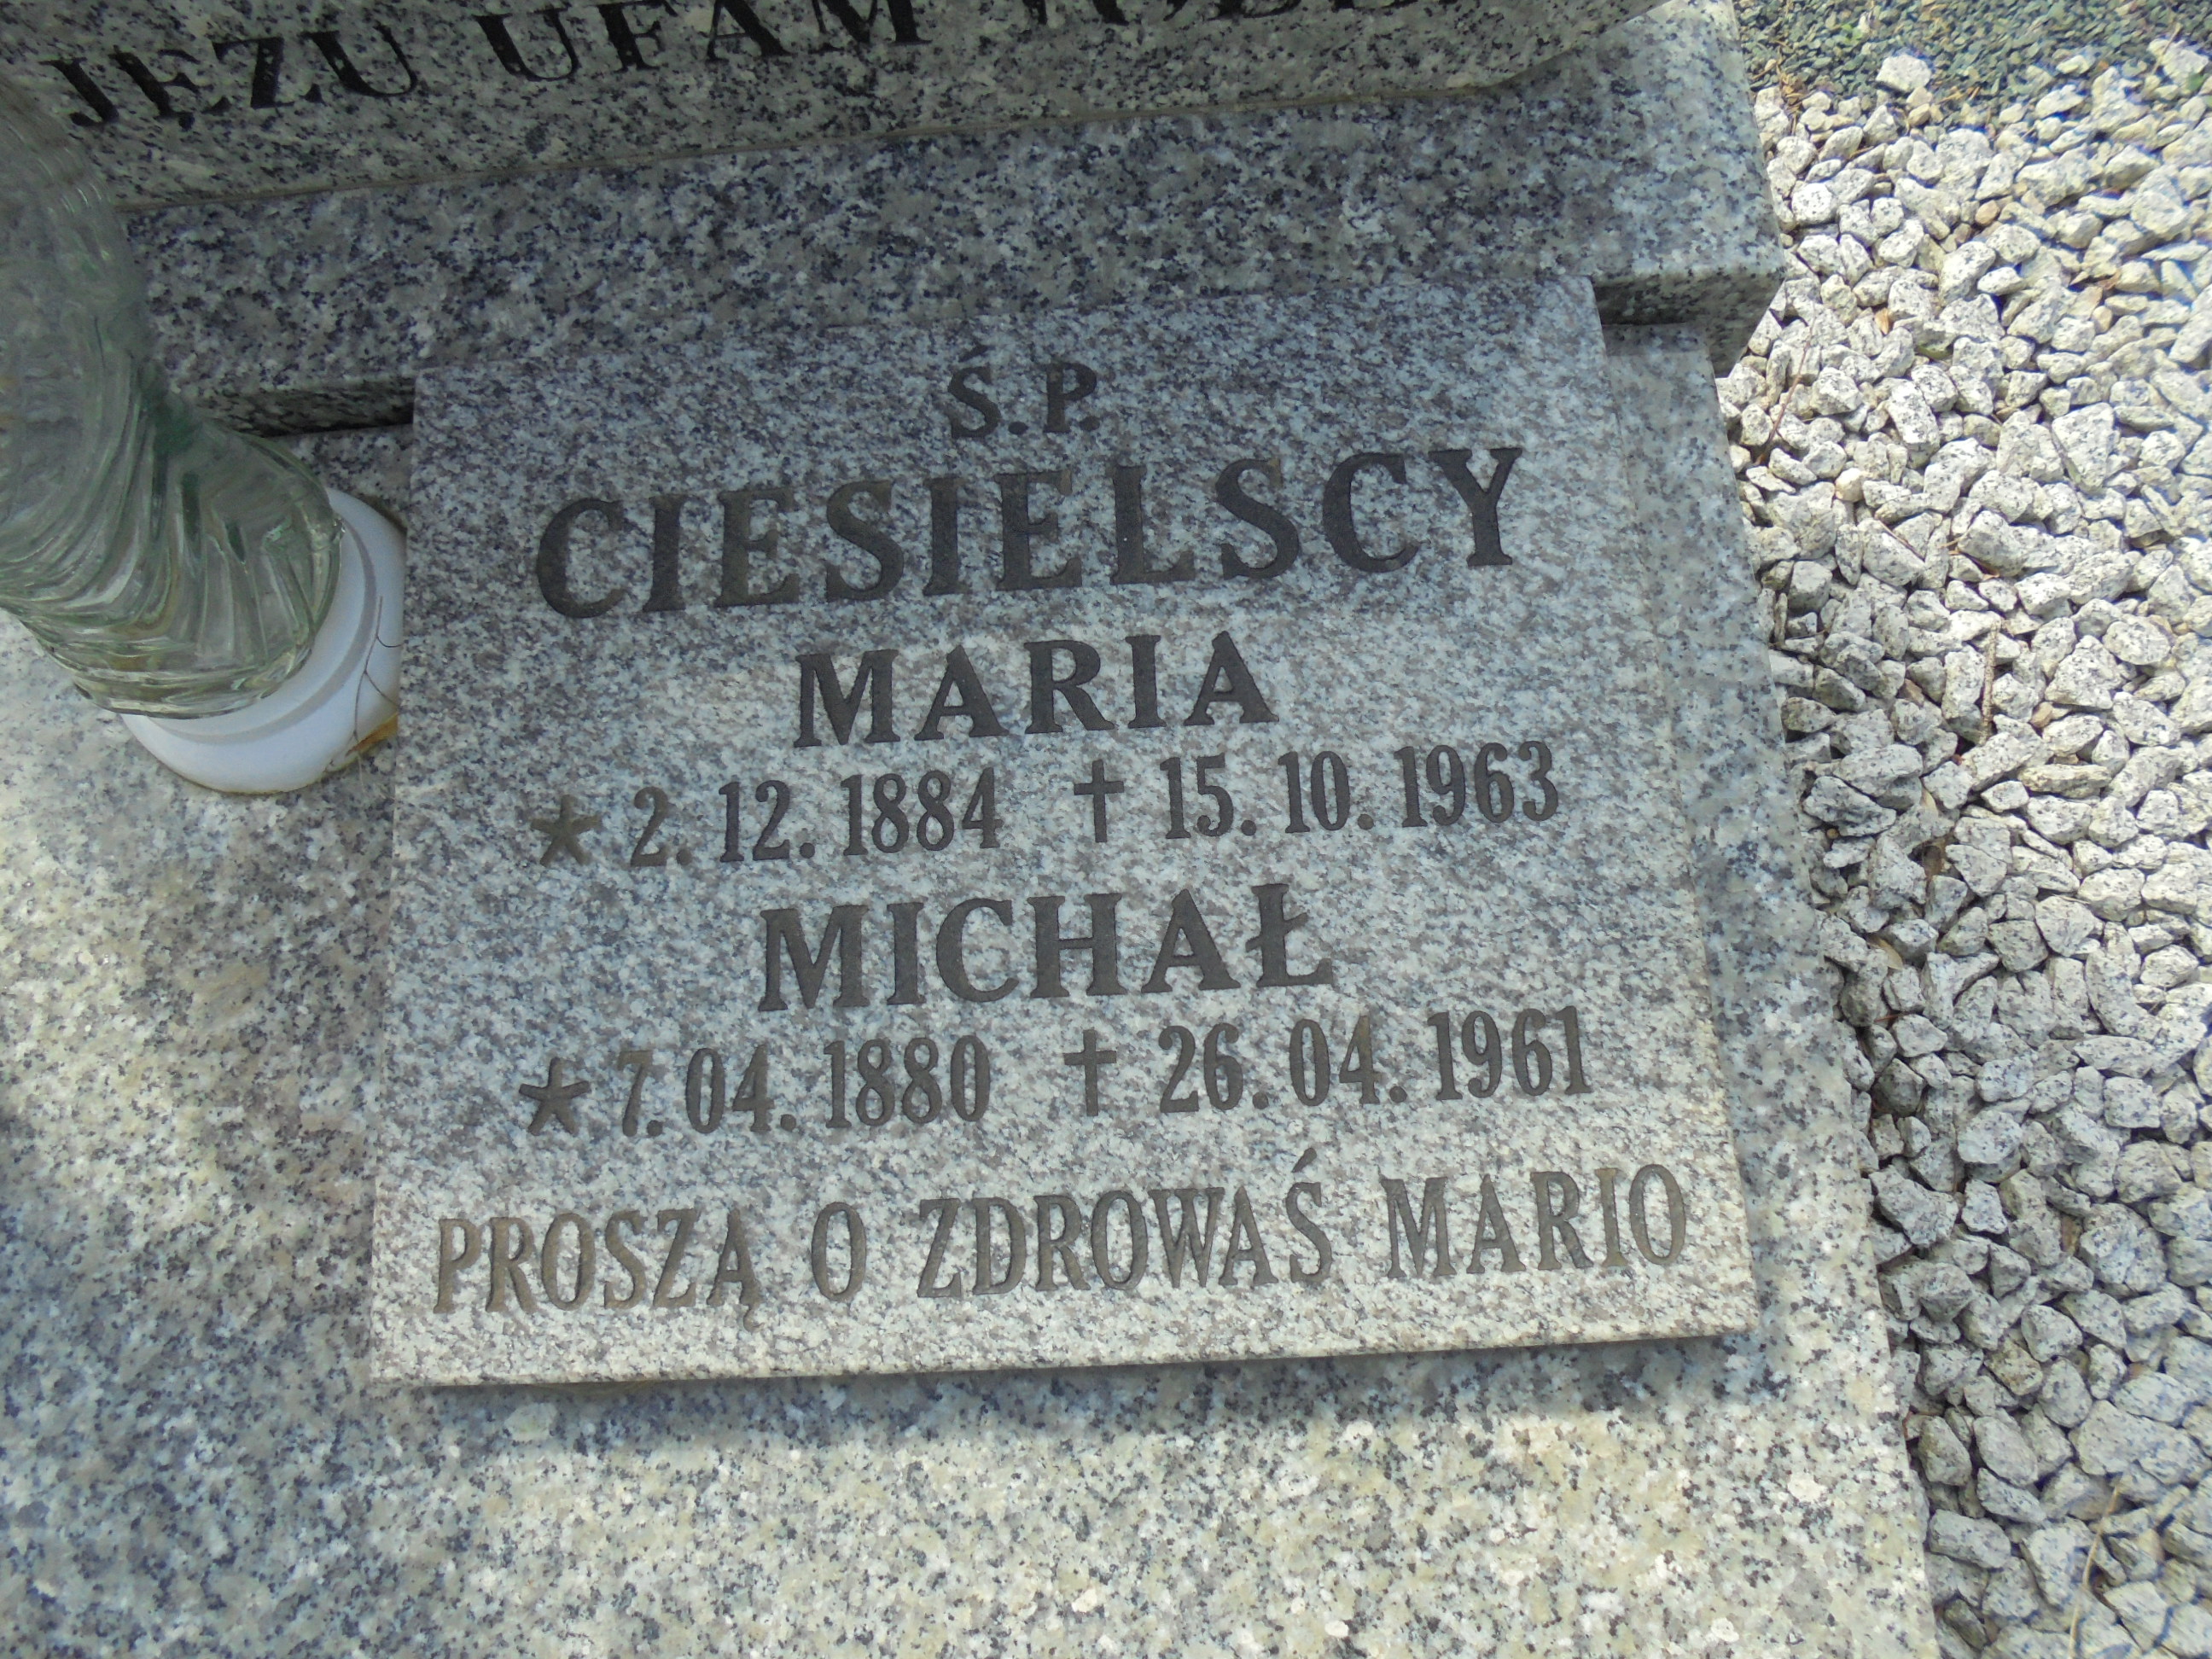 JĘZU UFAM
Ś.P.
CIESIELSCY
MARIA
★ 2.12.1884 † 15.10.1963
MICHAŁ
★ 7.04.1880 † 26.04.1961
PROSZĄ O ZDROWAŚ MARIO